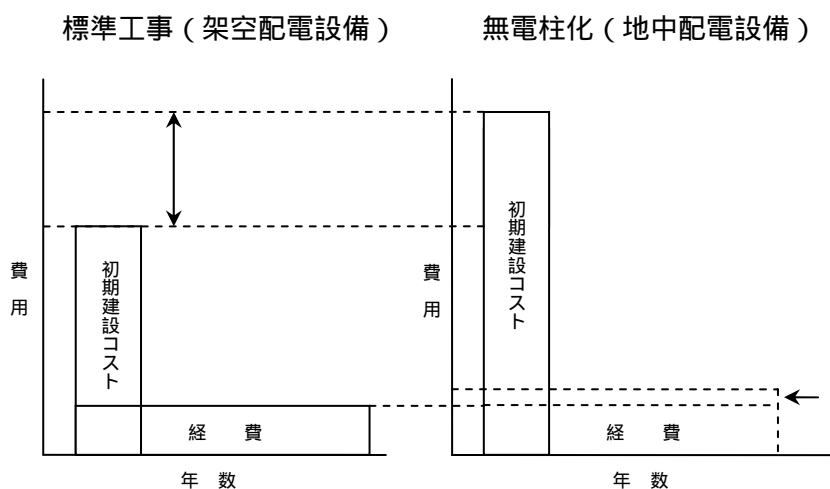 標準工事（架空配電設備）
無電柱化（地中配電設備）
費用
初期建設コスト
経　費
年　数
費用
初期建設コスト
経　費
年　数